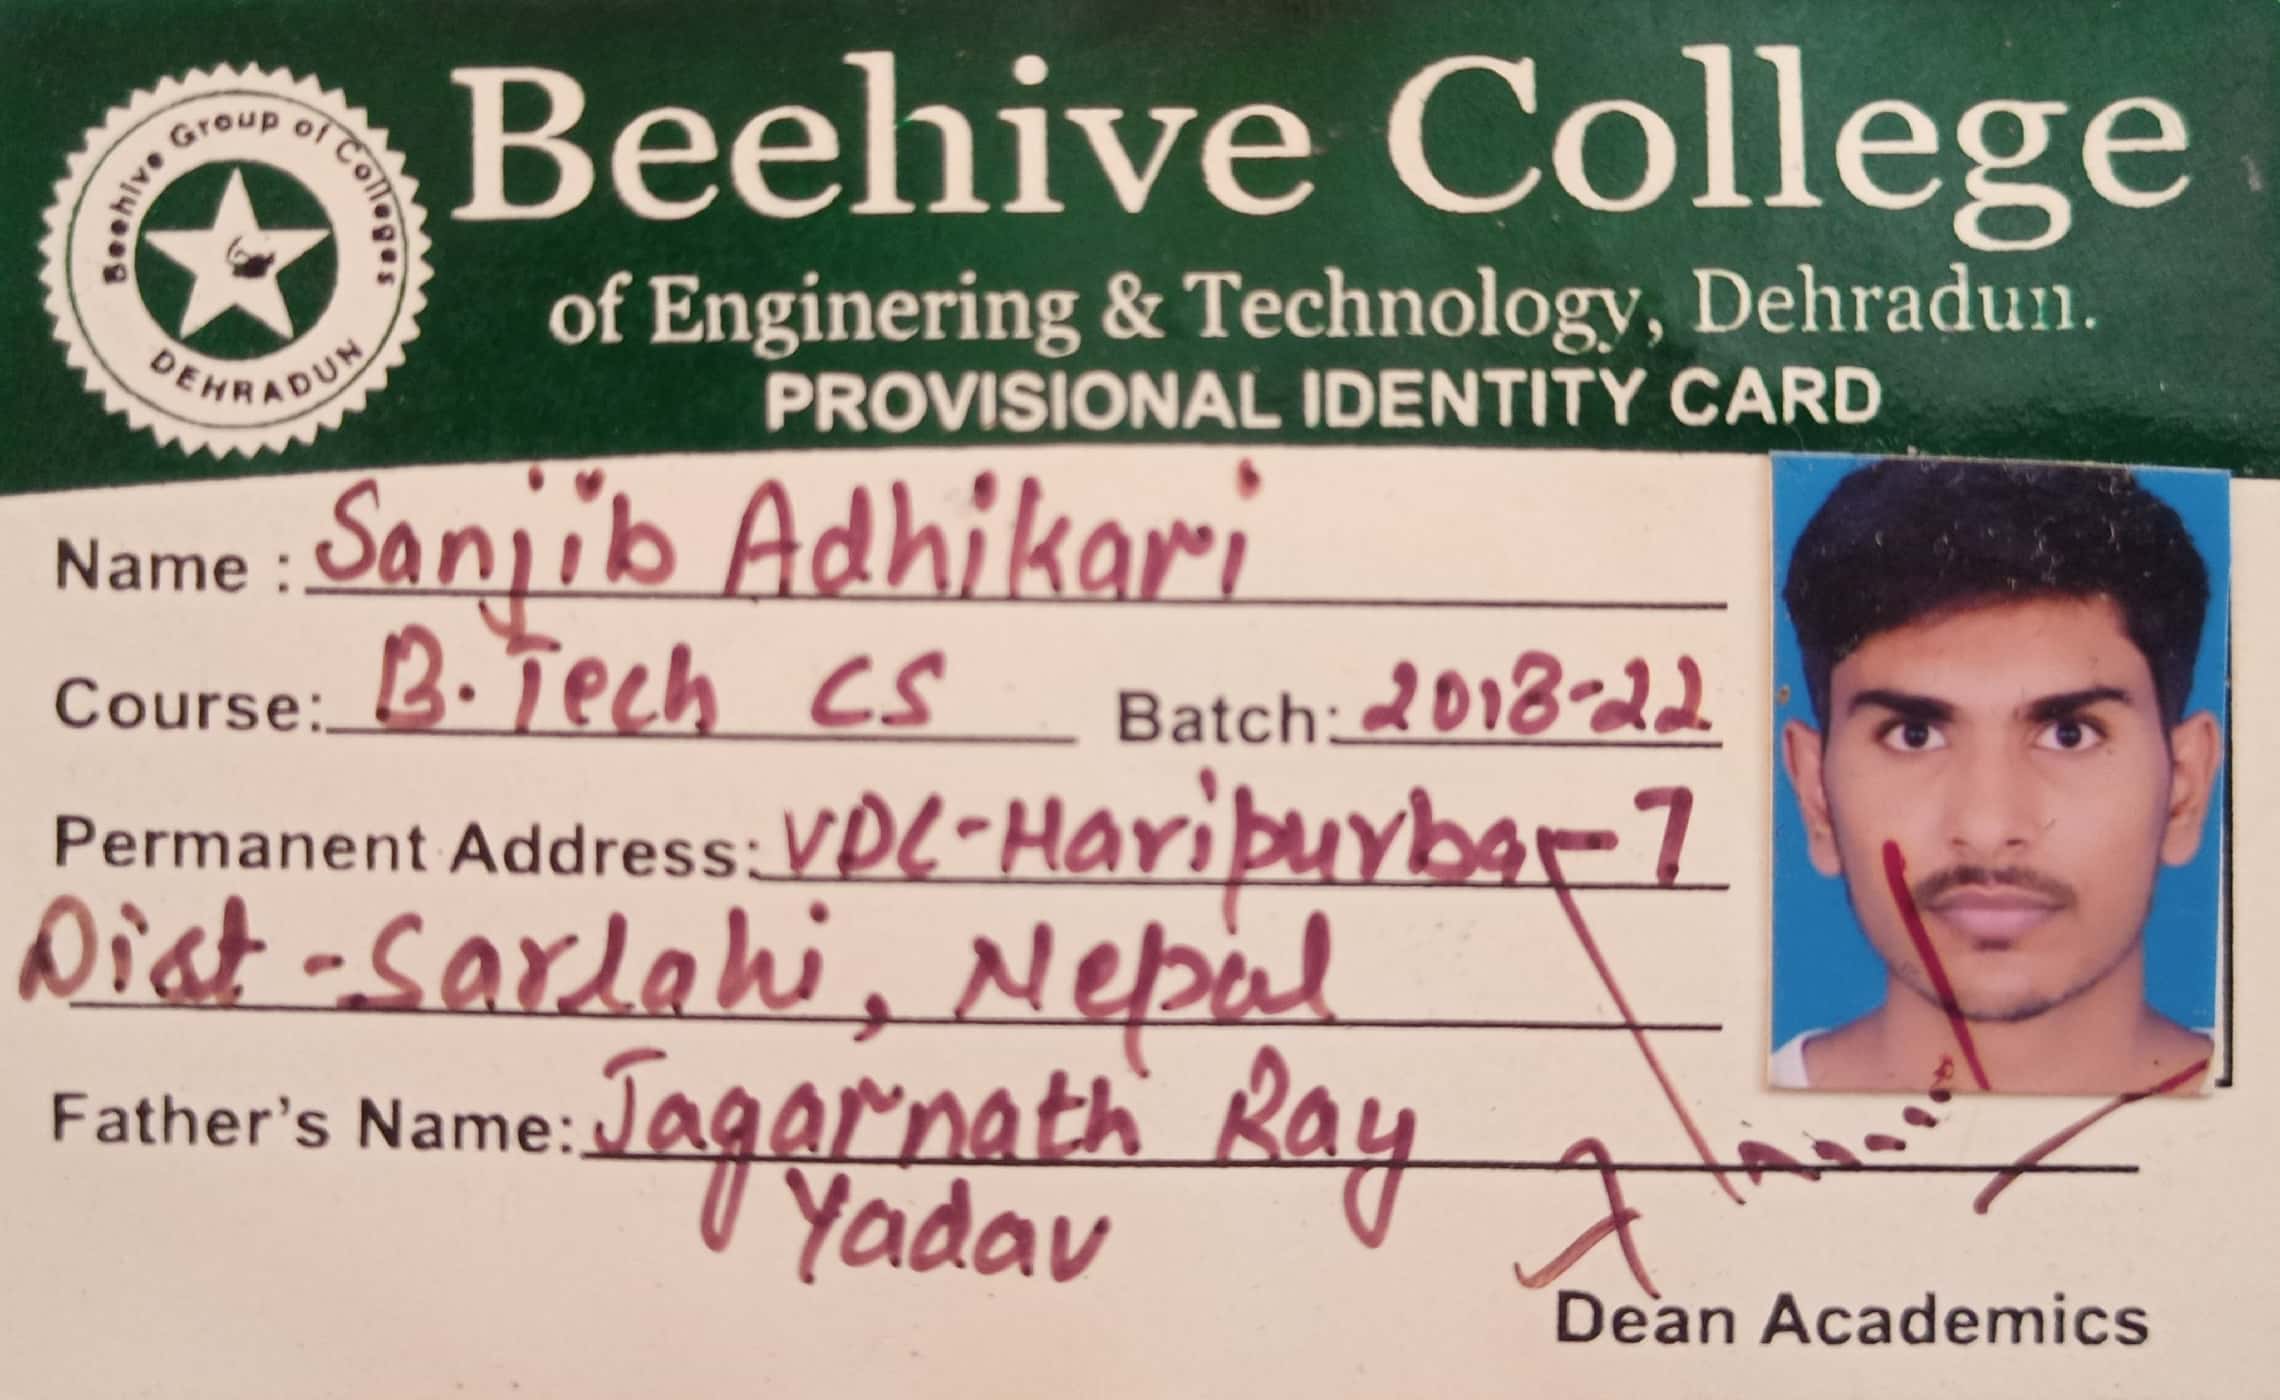 Beehive Group of Colleges
DEHRADUN
Beehive College
of Enginering & Technology, Dehradun.
PROVISIONAL IDENTITY CARD
Name : Sanjib Adhikari
Course: B.Tech CS Batch: 2018-22
Permanent Address: VDC-Haripurba-7
Dist-Sarlahi, Nepal
Father's Name: Jagarnath Ray
Yadav
Dean Academics